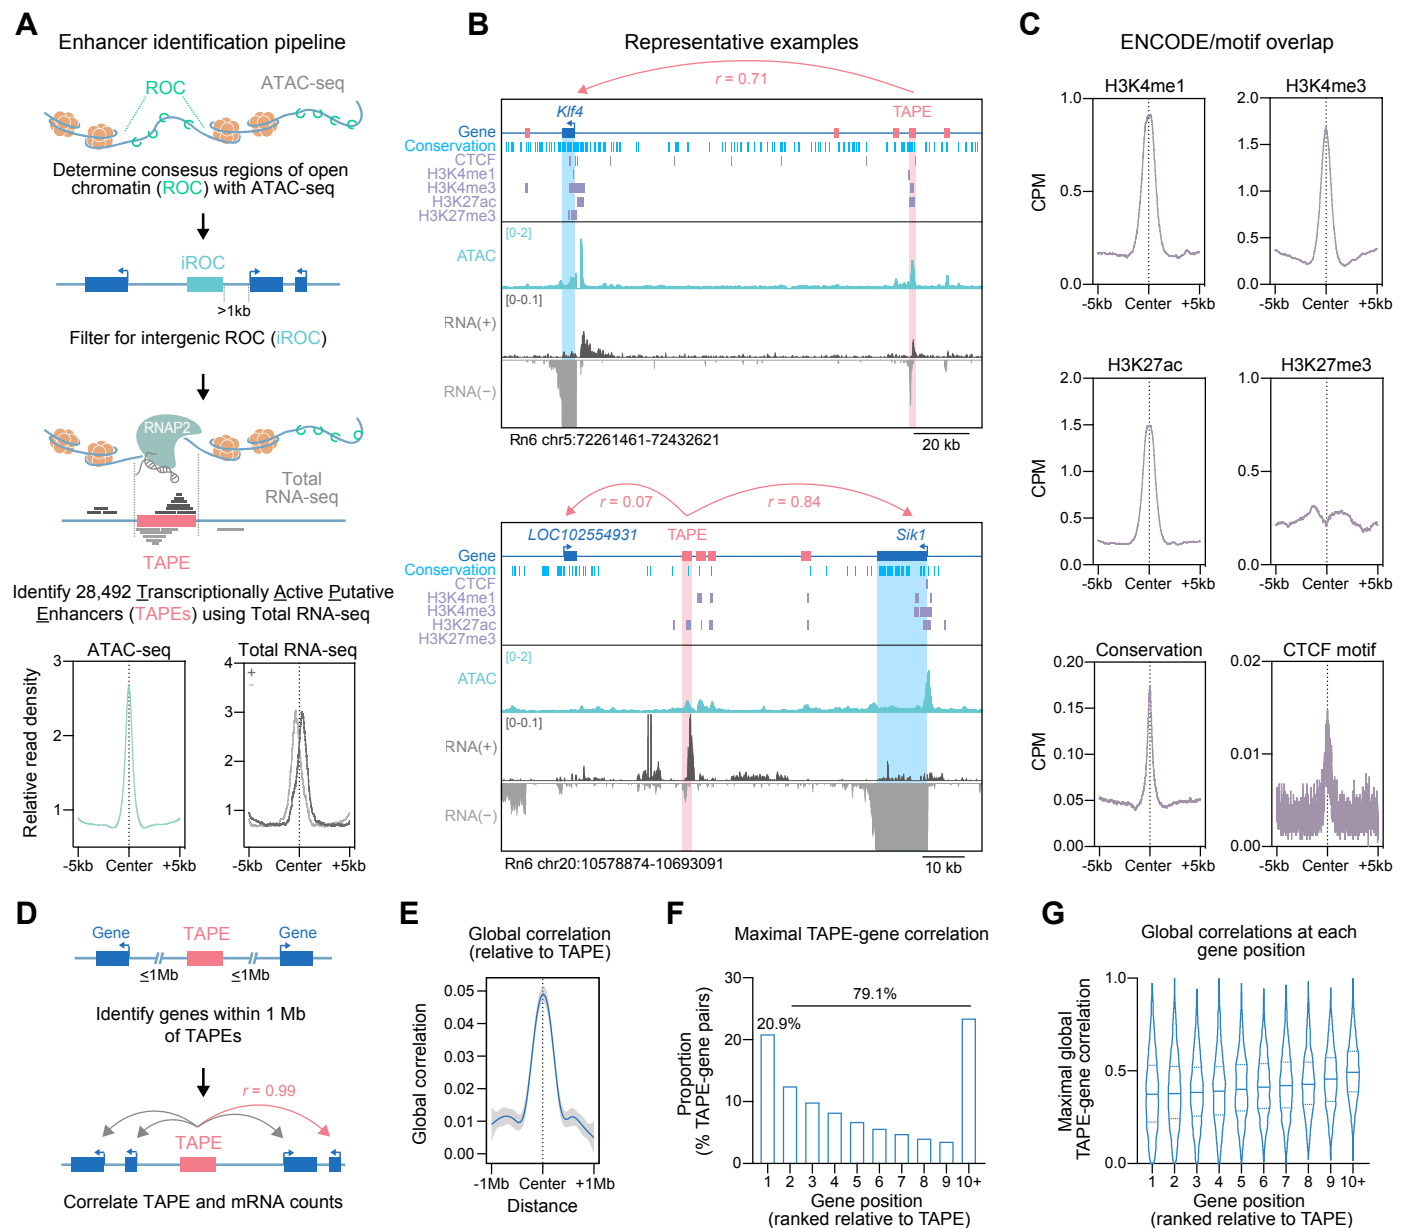 A
Enhancer identification pipeline
ROC
ATAC-seq
Determine consesus regions of open
chromatin (ROC) with ATAC-seq
iROC
>1kb
Filter for intergenic ROC (iROC)
RNAP2
Total
RNA-seq
TAPE
Identify 28,492 Transcriptionally Active Putative
Enhancers (TAPEs) using Total RNA-seq
ATAC-seq
Relative read density
3
2
1
-5kb Center +5kb
Total RNA-seq
+
-
4
3
2
1
-5kb Center +5kb
B
Representative examples
r = 0.71
Klf4
TAPE
Gene
Conservation
CTCF
H3K4me1
H3K4me3
H3K27ac
H3K27me3
[0-2]
ATAC
[0-0.1]
RNA(+)
RNA(−)
Rn6 chr5:72261461-72432621
20 kb
r = 0.07
r = 0.84
LOC102554931
TAPE
Sik1
Gene
Conservation
CTCF
H3K4me1
H3K4me3
H3K27ac
H3K27me3
[0-2]
ATAC
[0-0.1]
RNA(+)
RNA(−)
Rn6 chr20:10578874-10693091
10 kb
C
ENCODE/motif overlap
H3K4me1
CPM
1.0
0.5
0.0
-5kb Center +5kb
H3K4me3
2.0
1.5
1.0
0.5
0.0
-5kb Center +5kb
H3K27ac
CPM
2.0
1.5
1.0
0.5
0.0
-5kb Center +5kb
H3K27me3
1.0
0.5
0.0
-5kb Center +5kb
Conservation
CPM
0.20
0.15
0.10
0.05
0.00
-5kb Center +5kb
CTCF motif
0.02
0.01
0.00
-5kb Center +5kb
D
Gene
TAPE
Gene
≤1Mb
≤1Mb
Identify genes within 1 Mb
of TAPEs
r = 0.99
TAPE
Correlate TAPE and mRNA counts
E
Global correlation
(relative to TAPE)
Global correlation
0.05
0.04
0.03
0.02
0.01
0.00
-1Mb Center +1Mb
Distance
F
Maximal TAPE-gene correlation
Proportion
(% TAPE-gene pairs)
30
20
10
0
20.9%
79.1%
1 2 3 4 5 6 7 8 9 10+
Gene position
(ranked relative to TAPE)
G
Global correlations at each
gene position
Maximal global
TAPE-gene correlation
1.0
0.5
0.0
1 2 3 4 5 6 7 8 9 10+
Gene position
(ranked relative to TAPE)